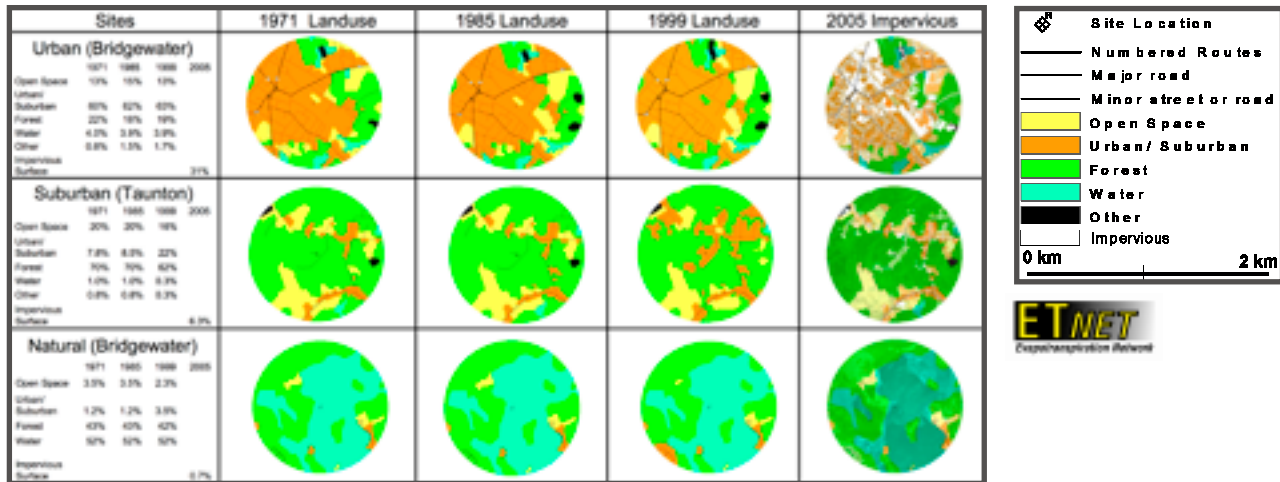 Sites 1971 Landuse 1985 Landuse 1999 Landuse 2005 Impervious
Urban (Bridgewater)
1971 1985 1999 2005
Open Space 13% 15% 13%
Urban/
Suburban 60% 62% 63%
Forest 22% 18% 18%
Water 4.0% 3.9% 3.9%
Other 0.8% 1.5% 1.7%
Impervious
Surface 31%
Suburban (Taunton)
1971 1985 1999 2005
Open Space 20% 20% 16%
Urban/
Suburban 7.8% 8.5% 22%
Forest 70% 70% 62%
Water 1.0% 1.0% 0.3%
Other 0.8% 0.8% 0.3%
Impervious
Surface 6.3%
Natural (Bridgewater)
1971 1985 1999 2005
Open Space 3.5% 3.5% 2.3%
Urban/
Suburban 1.2% 1.2% 3.5%
Forest 43% 43% 42%
Water 52% 52% 52%
Impervious
Surface 0.7%
Site Location
Numbered Routes
Major road
Minor street or road
Open Space
Urban/ Suburban
Forest
Water
Other
Impervious
0 km 2 km
ETNET
Evapotranspiration Network